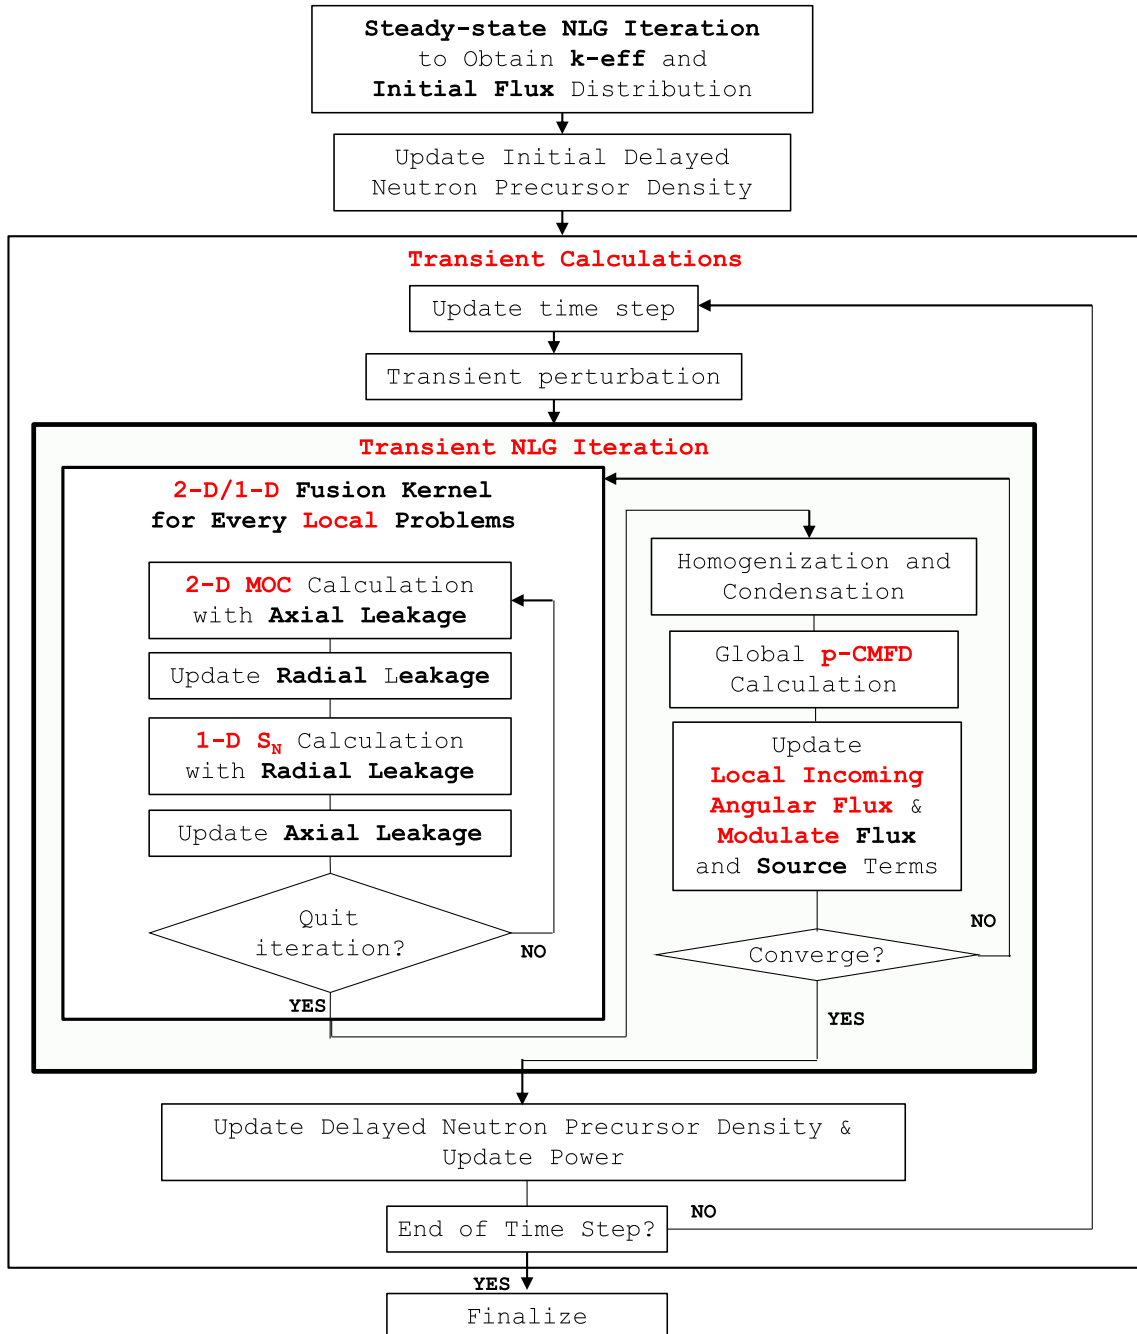 Steady-state NLG Iteration
to Obtain k-eff and
Initial Flux Distribution
Update Initial Delayed
Neutron Precursor Density
Transient Calculations
Update time step
Transient perturbation
Transient NLG Iteration
2-D/1-D Fusion Kernel
for Every Local Problems
2-D MOC Calculation
with Axial Leakage
Update Radial Leakage
1-D SN Calculation
with Radial Leakage
Update Axial Leakage
Quit
iteration?
NO
YES
Homogenization and
Condensation
Global p-CMFD
Calculation
Update
Local Incoming
Angular Flux &
Modulate Flux
and Source Terms
Converge?
NO
YES
Update Delayed Neutron Precursor Density &
Update Power
End of Time Step?
NO
YES
Finalize